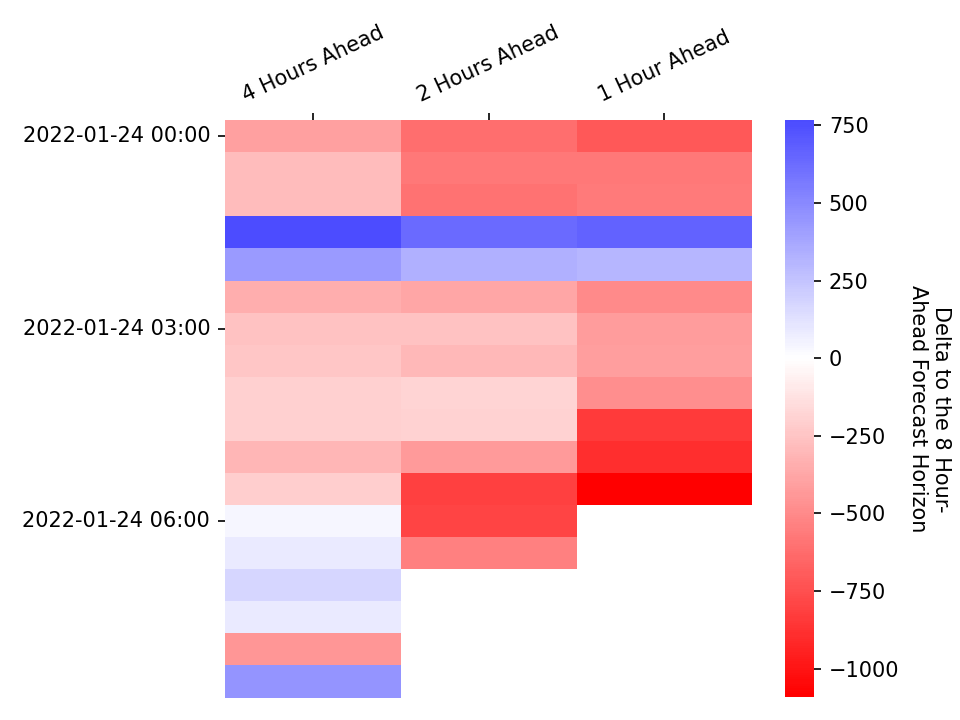 4 Hours Ahead
2 Hours Ahead
1 Hour Ahead
2022-01-24 00:00
2022-01-24 03:00
2022-01-24 06:00
750
500
250
0
−250
−500
−750
−1000
Delta to the 8 Hour-
Ahead Forecast Horizon